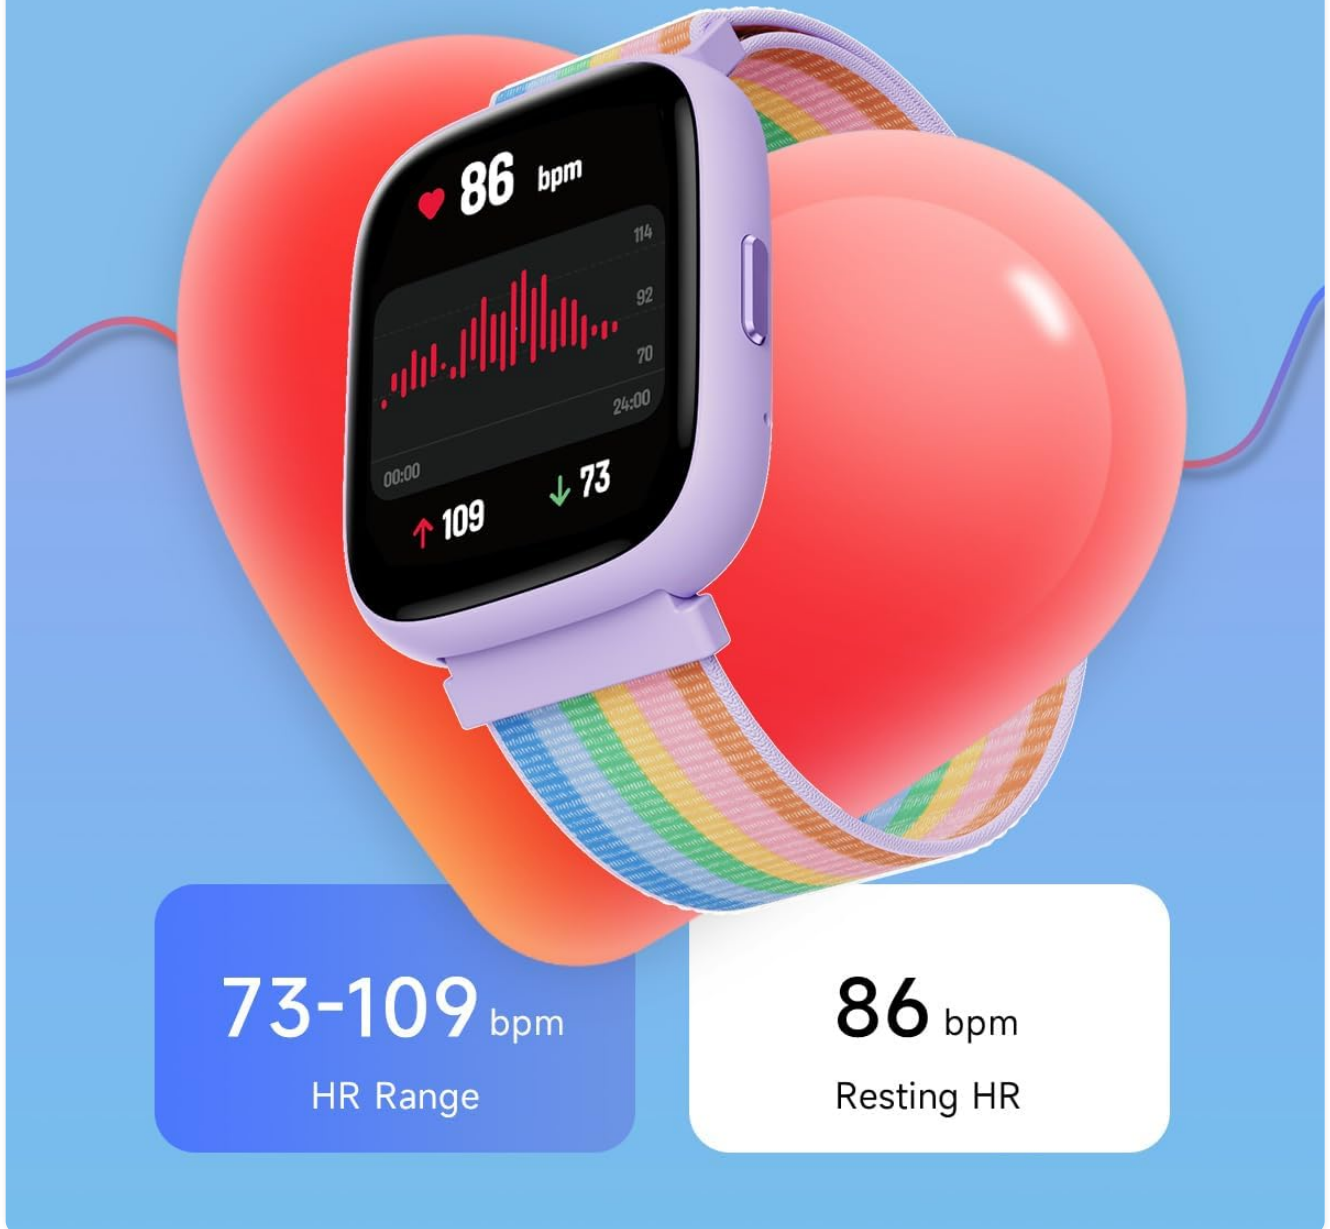 86 bpm
114
92
70
24:00
00:00
109 73
73-109 bpm
HR Range
86 bpm
Resting HR